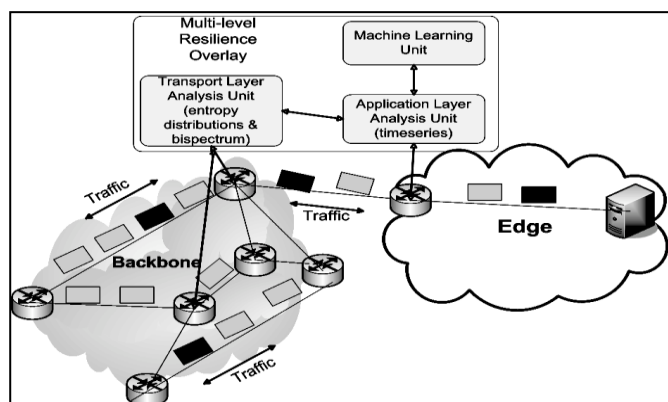 Multi-level
Resilience
Overlay
Machine Learning
Unit
Transport Layer
Analysis Unit
(entropy
distributions &
bispectrum)
Application Layer
Analysis Unit
(timeseries)
Traffic
Traffic
Backbone
Edge
Traffic